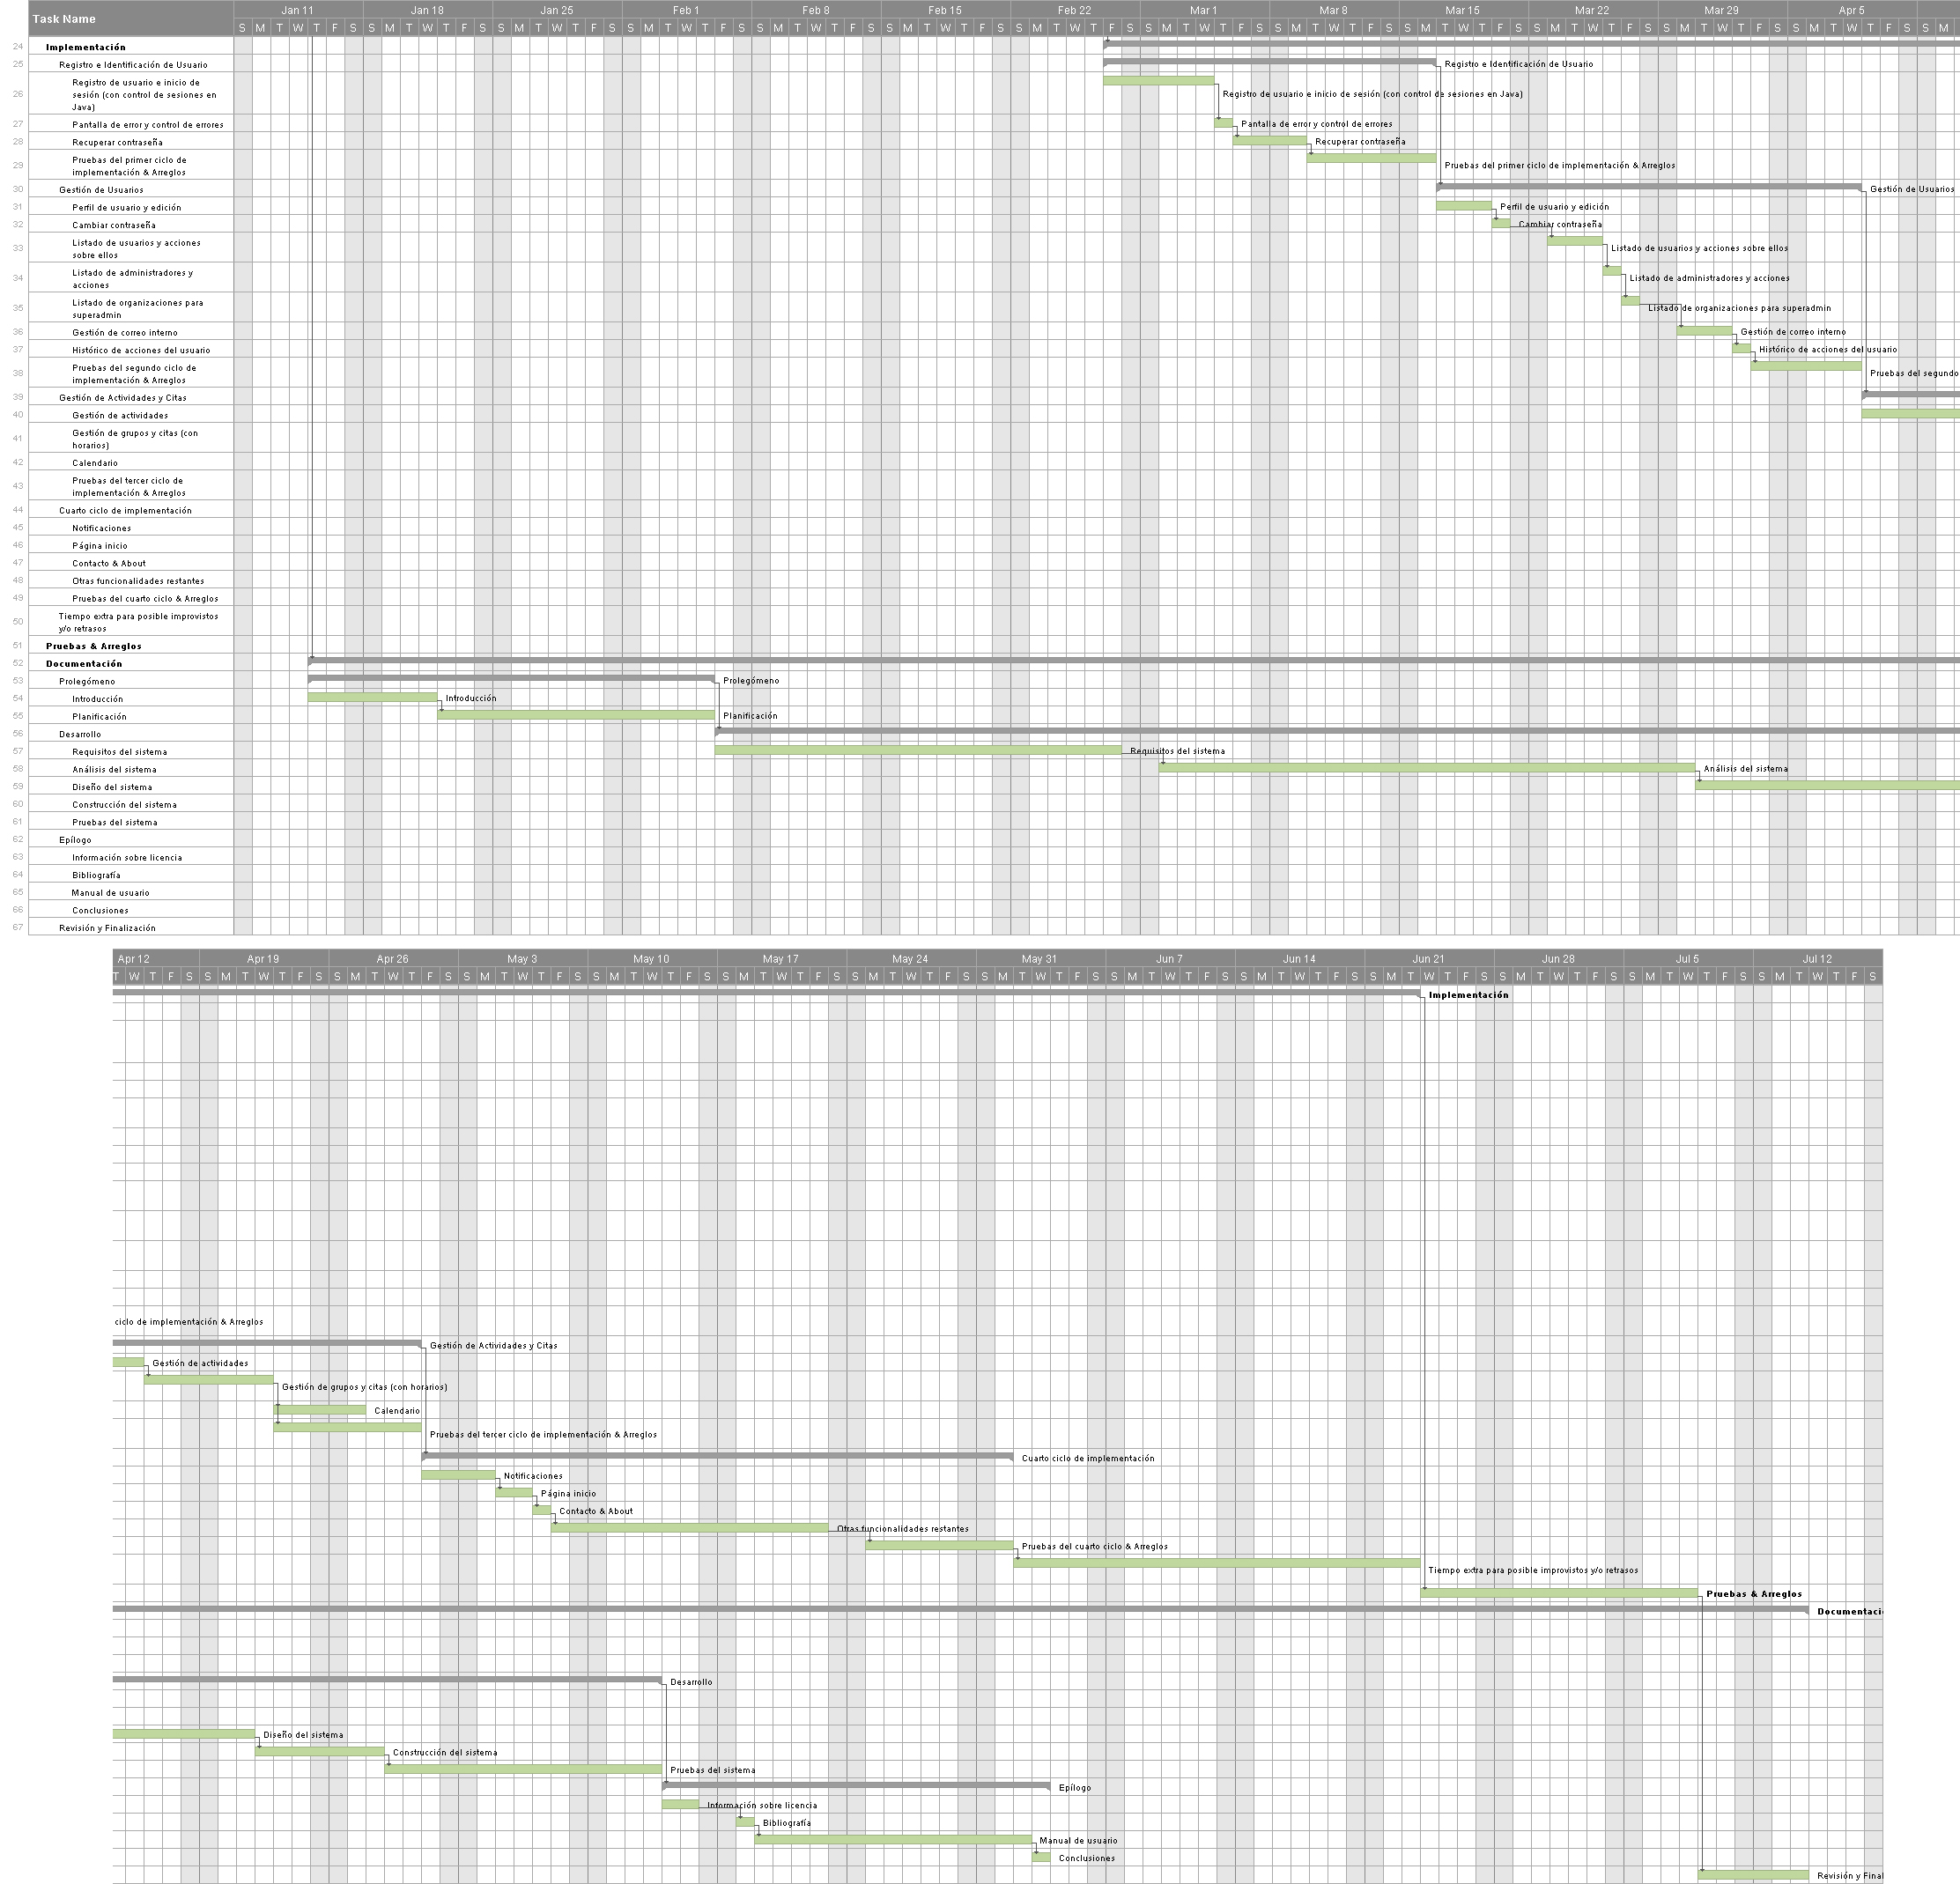 Task Name
Jan 11 Jan 18 Jan 25 Feb 1 Feb 8 Feb 15 Feb 22 Mar 1 Mar 8 Mar 15 Mar 22 Mar 29 Apr 5
S M T W T F S S M T W T F S S M T W T F S S M T W T F S S M T W T F S S M T W T F S S M T W T F S S M T W T F S S M T W T F S S M T W T F S S M T W T F S S M T W T F S S M T W T F S S M
24 Implementación
25 Registro e Identificación de Usuario Registro e Identificación de Usuario
Registro de usuario e inicio de
26 sesión (con control de sesiones en Registro de usuario e inicio de sesión (con control de sesiones en Java)
Java)
27 Pantalla de error y control de errores Pantalla de error y control de errores
28 Recuperar contraseña Recuperar contraseña
29 Pruebas del primer ciclo de
implementación & Arreglos Pruebas del primer ciclo de implementación & Arreglos
30 Gestión de Usuarios Gestión de Usuarios
31 Perfil de usuario y edición Perfil de usuario y edición
32 Cambiar contraseña Cambiar contraseña
33 Listado de usuarios y acciones
sobre ellos Listado de usuarios y acciones sobre ellos
34 Listado de administradores y
acciones Listado de administradores y acciones
35 Listado de organizaciones para
superadmin Listado de organizaciones para superadmin
36 Gestión de correo interno Gestión de correo interno
37 Histórico de acciones del usuario Histórico de acciones del usuario
38 Pruebas del segundo ciclo de
implementación & Arreglos Pruebas del segundo
39 Gestión de Actividades y Citas
40 Gestión de actividades
41 Gestión de grupos y citas (con
horarios)
42 Calendario
43 Pruebas del tercer ciclo de
implementación & Arreglos
44 Cuarto ciclo de implementación
45 Notificaciones
46 Página inicio
47 Contacto & About
48 Otras funcionalidades restantes
49 Pruebas del cuarto ciclo & Arreglos
50 Tiempo extra para posible improvistos
y/o retrasos
51 Pruebas & Arreglos
52 Documentación
53 Prolegómeno Prolegómeno
54 Introducción Introducción
55 Planificación Planificación
56 Desarrollo
57 Requisitos del sistema Requisitos del sistema
58 Análisis del sistema Análisis del sistema
59 Diseño del sistema
60 Construcción del sistema
61 Pruebas del sistema
62 Epílogo
63 Información sobre licencia
64 Bibliografía
65 Manual de usuario
66 Conclusiones
67 Revisión y Finalización
Apr 12 Apr 19 Apr 26 May 3 May 10 May 17 May 24 May 31 Jun 7 Jun 14 Jun 21 Jun 28 Jul 5 Jul 12
T W T F S S M T W T F S S M T W T F S S M T W T F S S M T W T F S S M T W T F S S M T W T F S S M T W T F S S M T W T F S S M T W T F S S M T W T F S S M T W T F S S M T W T F S S M T W T F S
Implementación
ciclo de implementación & Arreglos
Gestión de Actividades y Citas
Gestión de actividades
Gestión de grupos y citas (con horarios)
Calendario
Pruebas del tercer ciclo de implementación & Arreglos
Cuarto ciclo de implementación
Notificaciones
Página inicio
Contacto & About
Otras funcionalidades restantes
Pruebas del cuarto ciclo & Arreglos
Tiempo extra para posible improvistos y/o retrasos
Pruebas & Arreglos
Documentaci
Desarrollo
Diseño del sistema
Construcción del sistema
Pruebas del sistema
Epílogo
Información sobre licencia
Bibliografía
Manual de usuario
Conclusiones
Revisión y Final